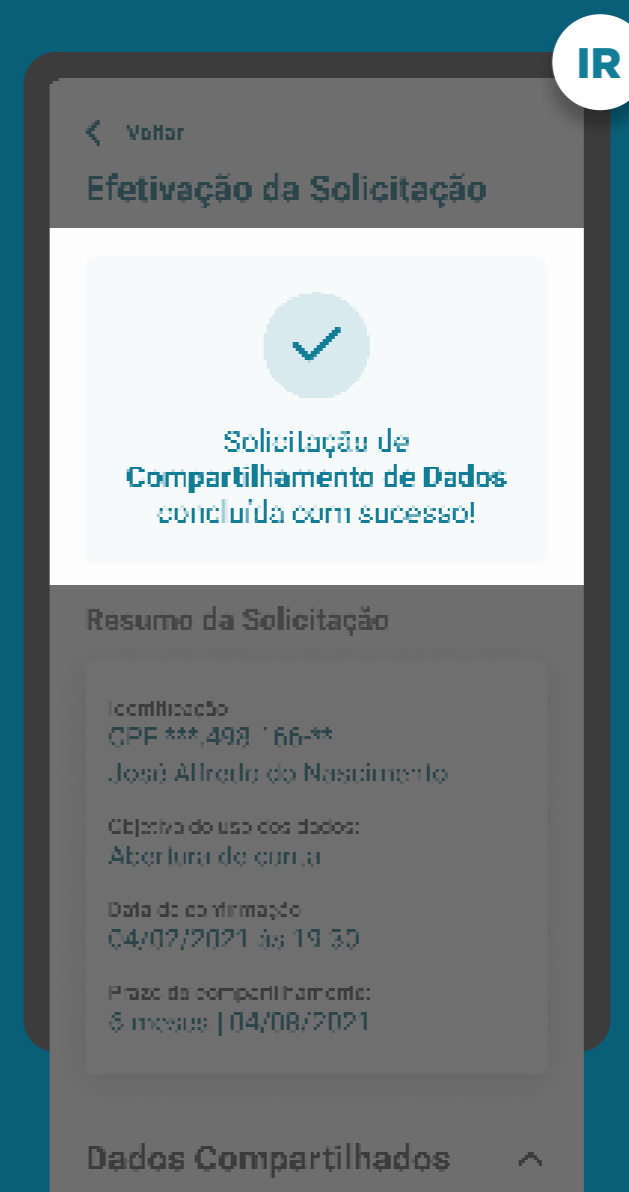 IR
Voltar
Efetivação da Solicitação
Solicitação de
Compartilhamento de Dados
concluída com sucesso!
Resumo da Solicitação
Identificação
CPF ***.498.166-**
José Alfredo do Nascimento
Objetivo do uso dos dados:
Abertura de conta
Data de confirmação
04/02/2021 às 19:30
Prazo de compartilhamento:
6 meses | 04/08/2021
Dados Compartilhados